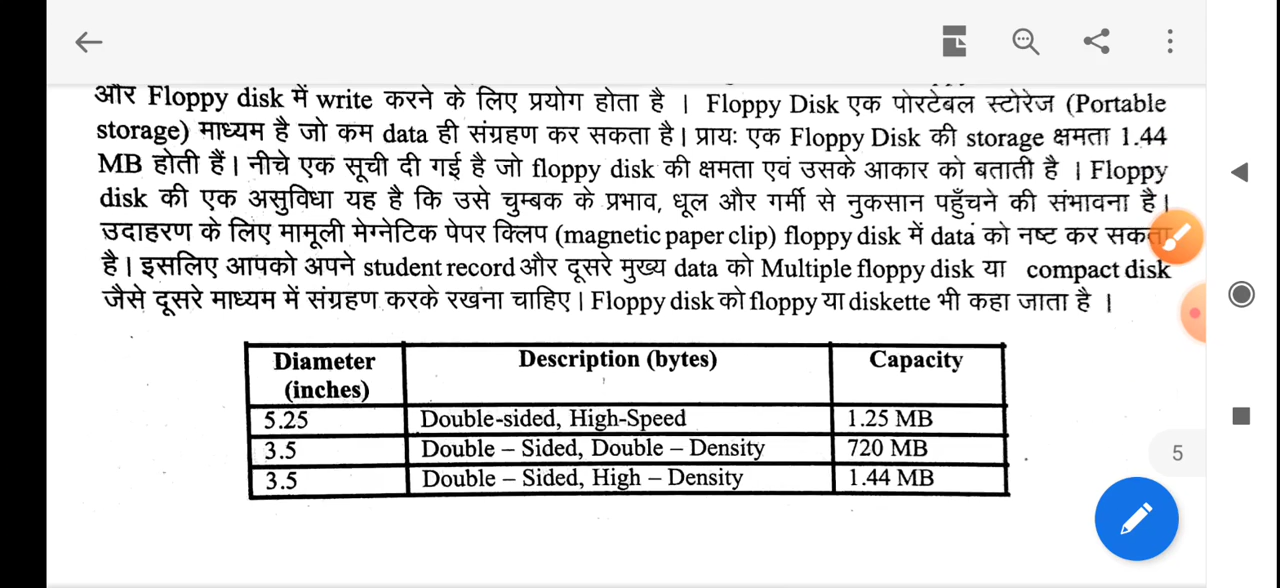 और Floppy disk में write करने के लिए प्रयोग होता है । Floppy Disk एक पोरटेबल स्टोरेज (Portable
storage) माध्यम है जो कम data ही संग्रहण कर सकता है। प्रायः एक Floppy Disk की storage क्षमता 1.44
MB होती हैं। नीचे एक सूची दी गई है जो floppy disk की क्षमता एवं उसके आकार को बताती है । Floppy
disk की एक असुविधा यह है कि उसे चुम्बक के प्रभाव, धूल और गर्मी से नुकसान पहुँचने की संभावना है।
उदाहरण के लिए मामूली मेग्नेटिक पेपर क्लिप (magnetic paper clip) floppy disk में data को नष्ट कर सकता
है। इसलिए आपको अपने student record और दूसरे मुख्य data को Multiple floppy disk या compact disk
जैसे दूसरे माध्यम में संग्रहण करके रखना चाहिए। Floppy disk को floppy या diskette भी कहा जाता है ।
Diameter (inches) Description (bytes) Capacity
5.25 Double-sided, High-Speed 1.25 MB
3.5 Double – Sided, Double – Density 720 MB
3.5 Double – Sided, High – Density 1.44 MB
5